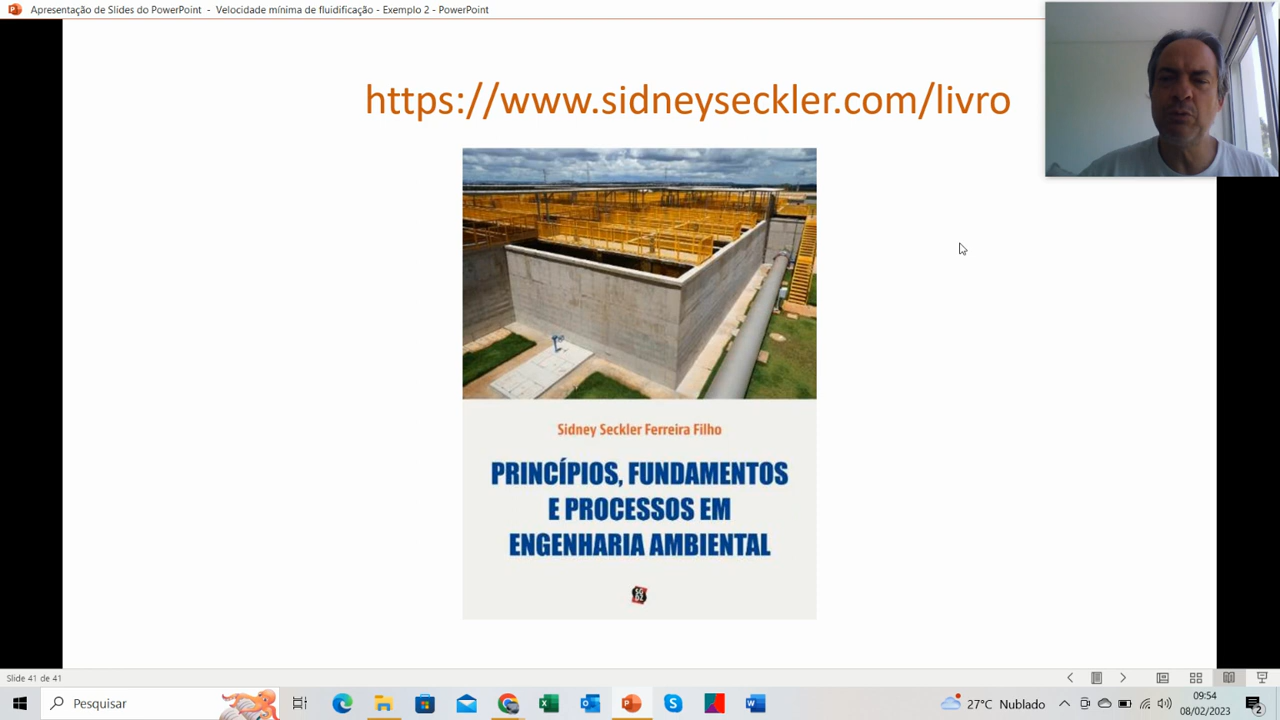 Apresentação de Slides do PowerPoint - Velocidade mínima de fluidificação - Exemplo 2 - PowerPoint
https://www.sidneyseckler.com/livro
Sidney Seckler Ferreira Filho
PRINCÍPIOS, FUNDAMENTOS
E PROCESSOS EM
ENGENHARIA AMBIENTAL
Slide 41 de 41
Pesquisar
27°C Nublado
09:54
08/02/2023
2